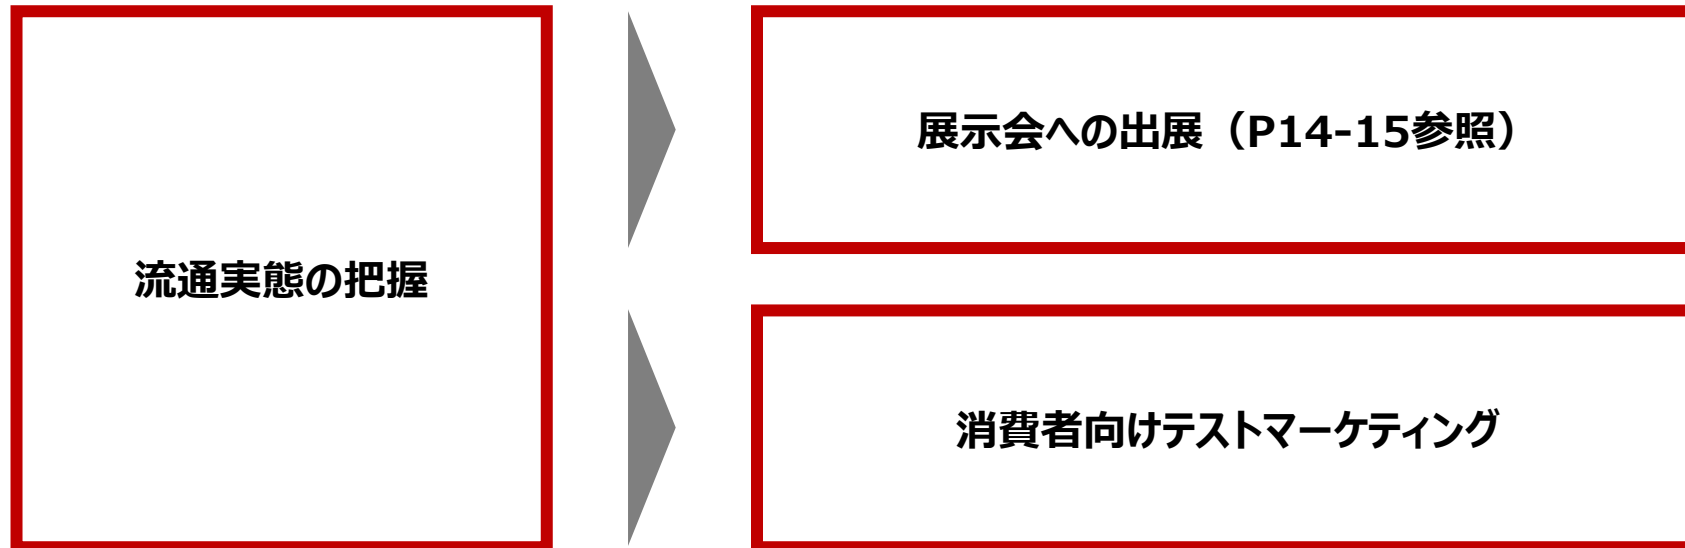 流通実態の把握
展示会への出展（P14-15参照）
消費者向けテストマーケティング